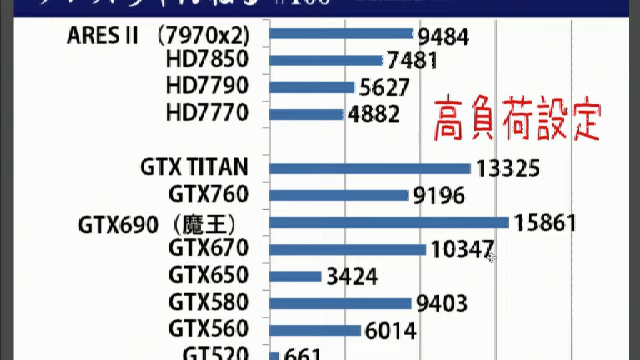 #100
ARES II (7970x2) 9484
HD7850 7481
HD7790 5627
HD7770 4882
高負荷設定
GTX TITAN 13325
GTX760 9196
GTX690(魔王) 15861
GTX670 10347
GTX650 3424
GTX580 9403
GTX560 6014
GT520 661